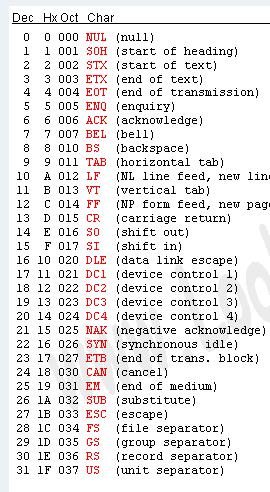 Dec Hx Oct Char
0 0 000 NUL (null)
1 1 001 SOH (start of heading)
2 2 002 STX (start of text)
3 3 003 ETX (end of text)
4 4 004 EOT (end of transmission)
5 5 005 ENQ (enquiry)
6 6 006 ACK (acknowledge)
7 7 007 BEL (bell)
8 8 010 BS (backspace)
9 9 011 TAB (horizontal tab)
10 A 012 LF (NL line feed, new line
11 B 013 VT (vertical tab)
12 C 014 FF (NP form feed, new page
13 D 015 CR (carriage return)
14 E 016 SO (shift out)
15 F 017 SI (shift in)
16 10 020 DLE (data link escape)
17 11 021 DC1 (device control 1)
18 12 022 DC2 (device control 2)
19 13 023 DC3 (device control 3)
20 14 024 DC4 (device control 4)
21 15 025 NAK (negative acknowledge)
22 16 026 SYN (synchronous idle)
23 17 027 ETB (end of trans. block)
24 18 030 CAN (cancel)
25 19 031 EM (end of medium)
26 1A 032 SUB (substitute)
27 1B 033 ESC (escape)
28 1C 034 FS (file separator)
29 1D 035 GS (group separator)
30 1E 036 RS (record separator)
31 1F 037 US (unit separator)